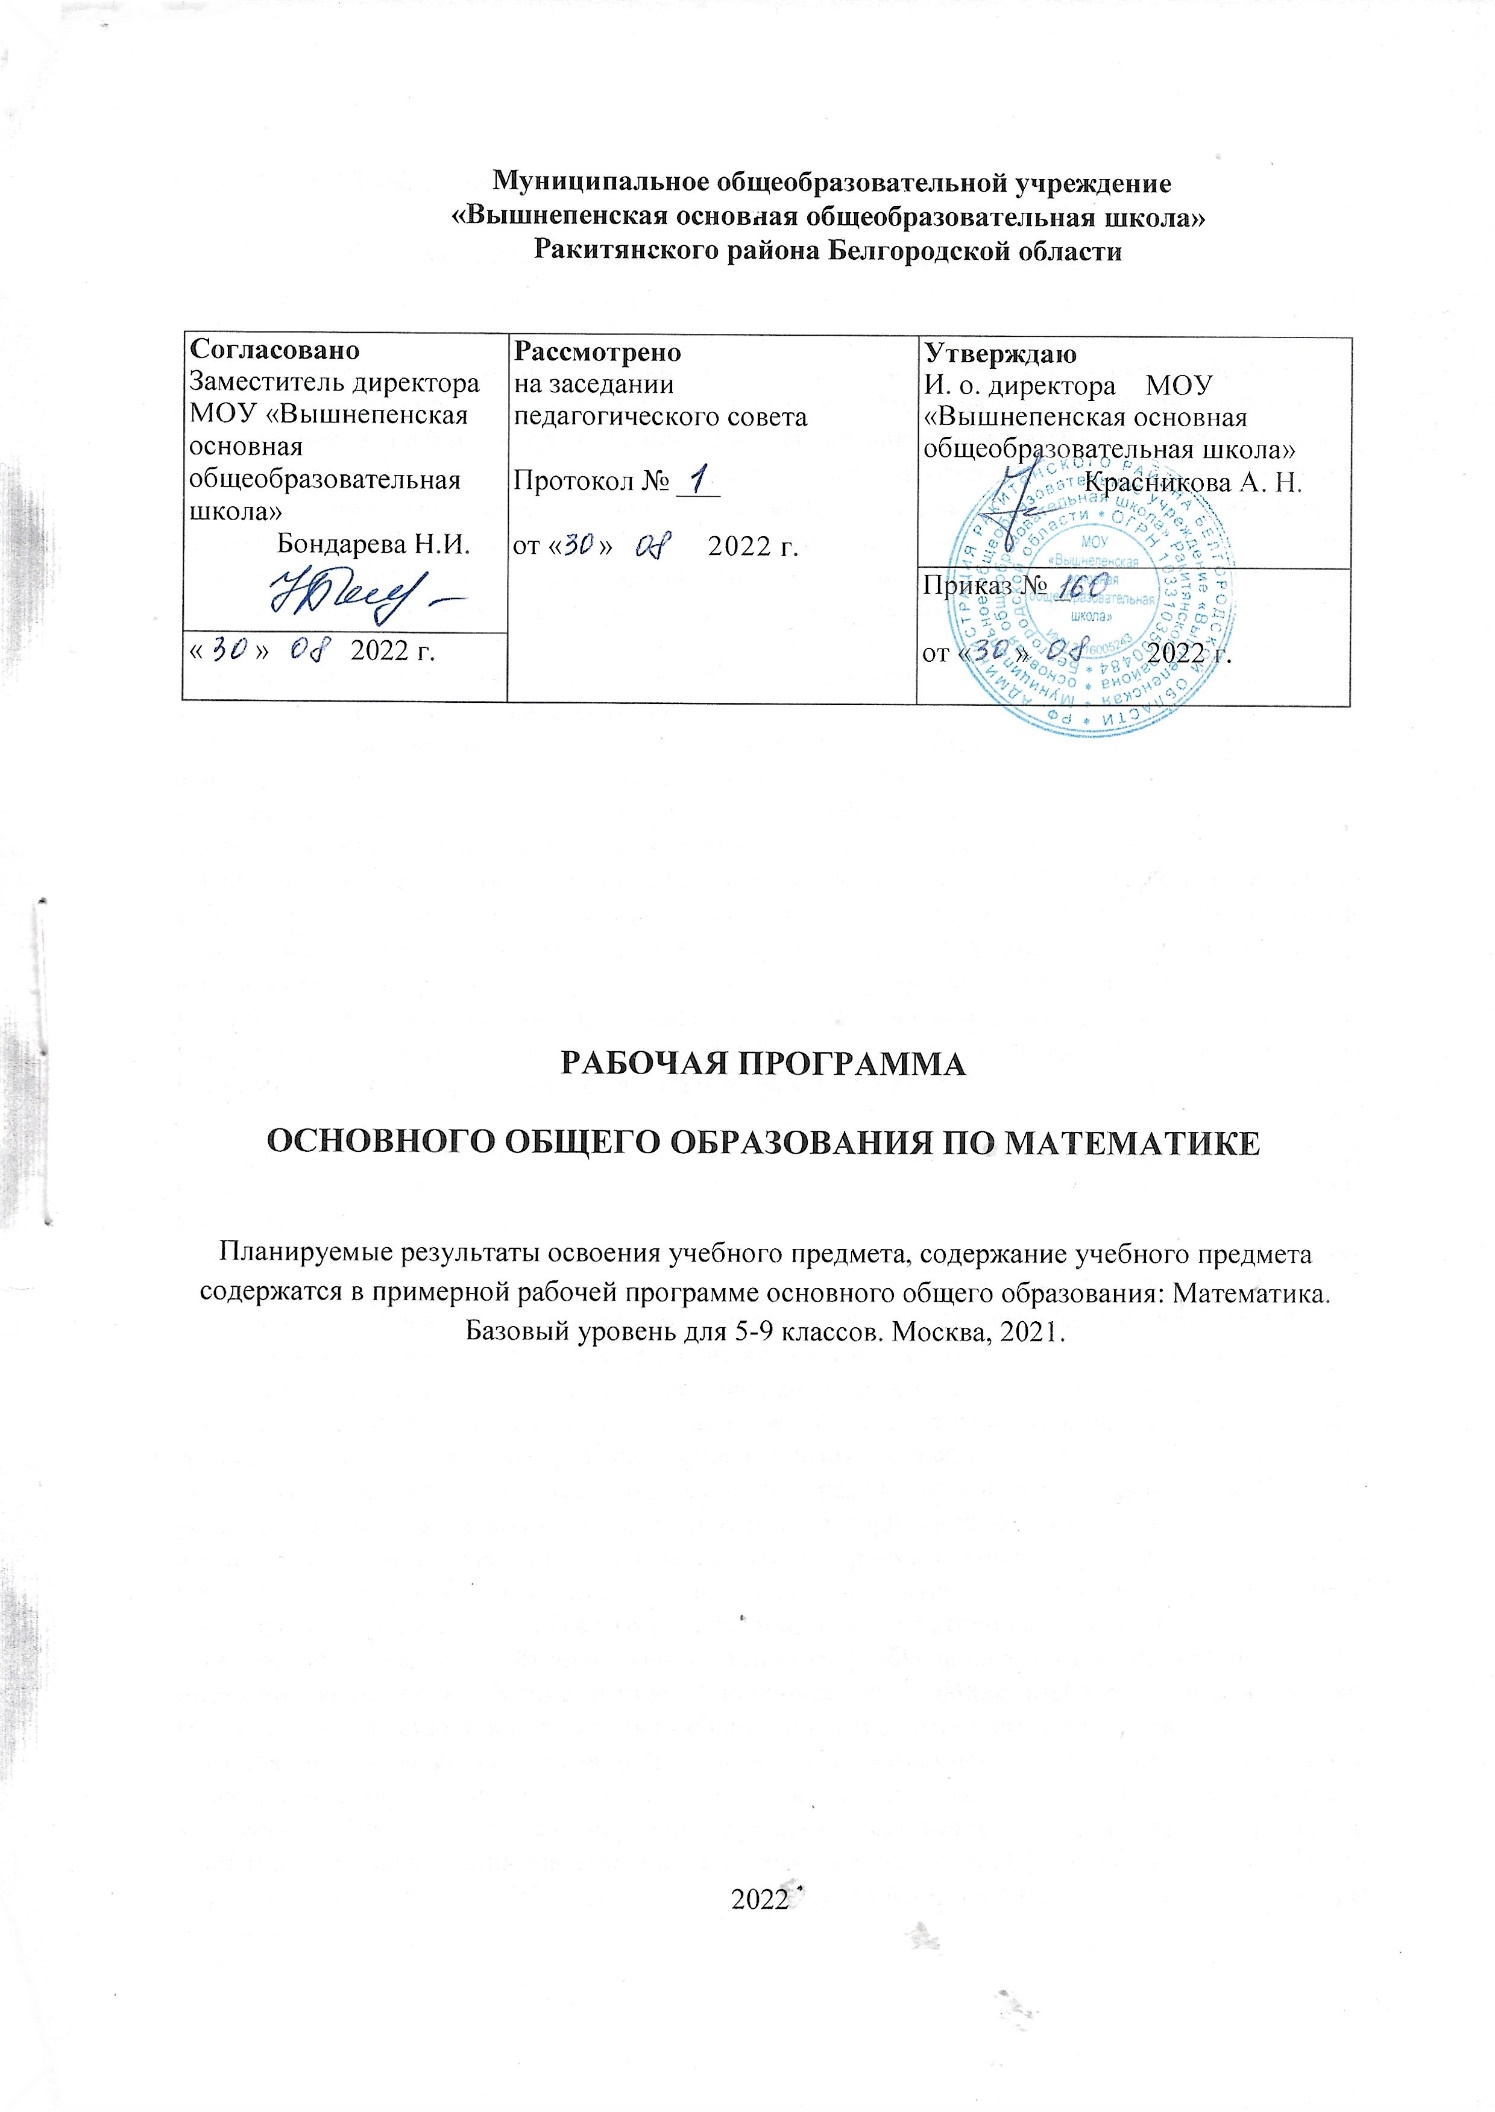 Муниципальное общеобразовательной учреждение
«Вышнепенская основная общеобразовательная школа»
Ракитянского района Белгородской области
Согласовано
Заместитель директора
МОУ «Вышнепенская
основная
общеобразовательная
школа»
Бондарева Н.И.
« 30 » 08 2022 г.
Рассмотрено
на заседании
педагогического совета
Протокол № 1
от «30» 08 2022 г.
Утверждаю
И. о. директора МОУ
«Вышнепенская основная
общеобразовательная школа»
Красникова А. Н.
Приказ № 160
от «30» 08 2022 г.
МОУ
«Вышнепенская
общеобразовательная
школа»
РАБОЧАЯ ПРОГРАММА
ОСНОВНОГО ОБЩЕГО ОБРАЗОВАНИЯ ПО МАТЕМАТИКЕ
Планируемые результаты освоения учебного предмета, содержание учебного предмета
содержатся в примерной рабочей программе основного общего образования: Математика.
Базовый уровень для 5-9 классов. Москва, 2021.
2022